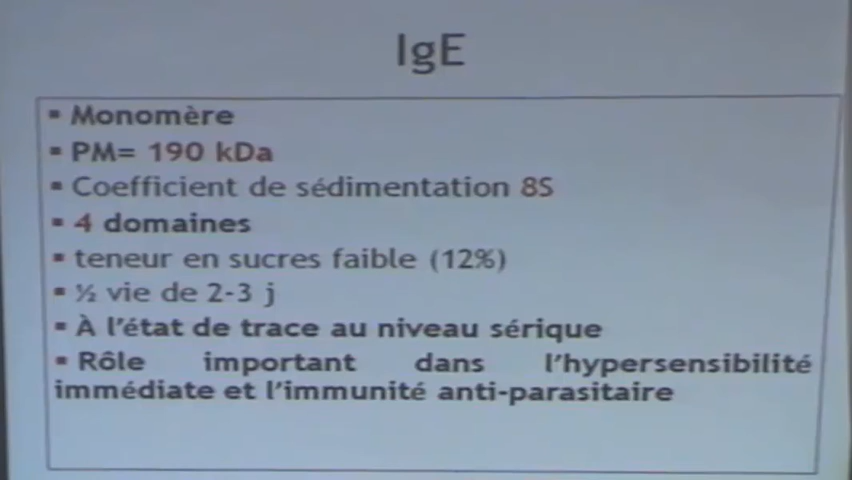 IgE
▪ Monomère
▪ PM= 190 kDa
▪ Coefficient de sédimentation 8S
▪ 4 domaines
▪ teneur en sucres faible (12%)
▪ ½ vie de 2-3 j
▪ À l'état de trace au niveau sérique
▪ Rôle important dans l'hypersensibilité
immédiate et l'immunité anti-parasitaire